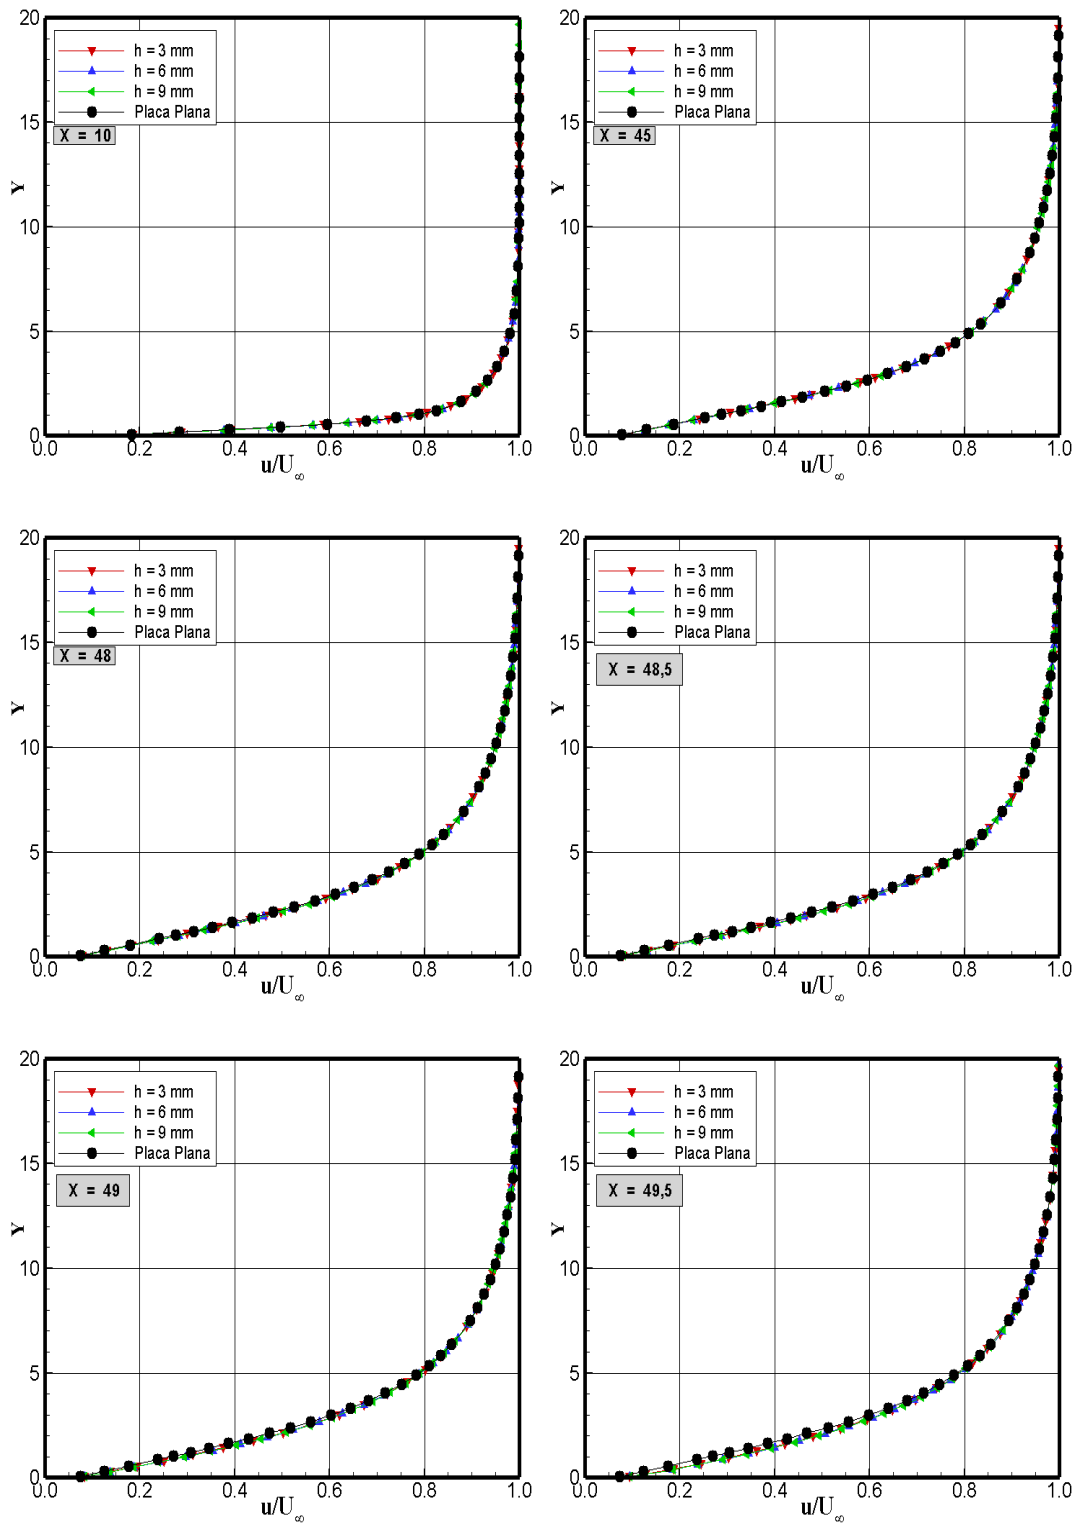 20
15
10
5
0
Y
h = 3 mm
h = 6 mm
h = 9 mm
Placa Plana
X = 10
0.0 0.2 0.4 0.6 0.8 1.0
u/U∞
20
15
10
5
0
Y
h = 3 mm
h = 6 mm
h = 9 mm
Placa Plana
X = 45
0.0 0.2 0.4 0.6 0.8 1.0
u/U∞
20
15
10
5
0
Y
h = 3 mm
h = 6 mm
h = 9 mm
Placa Plana
X = 48
0.0 0.2 0.4 0.6 0.8 1.0
u/U∞
20
15
10
5
0
Y
h = 3 mm
h = 6 mm
h = 9 mm
Placa Plana
X = 48,5
0.0 0.2 0.4 0.6 0.8 1.0
u/U∞
20
15
10
5
0
Y
h = 3 mm
h = 6 mm
h = 9 mm
Placa Plana
X = 49
0.0 0.2 0.4 0.6 0.8 1.0
u/U∞
20
15
10
5
0
Y
h = 3 mm
h = 6 mm
h = 9 mm
Placa Plana
X = 49,5
0.0 0.2 0.4 0.6 0.8 1.0
u/U∞